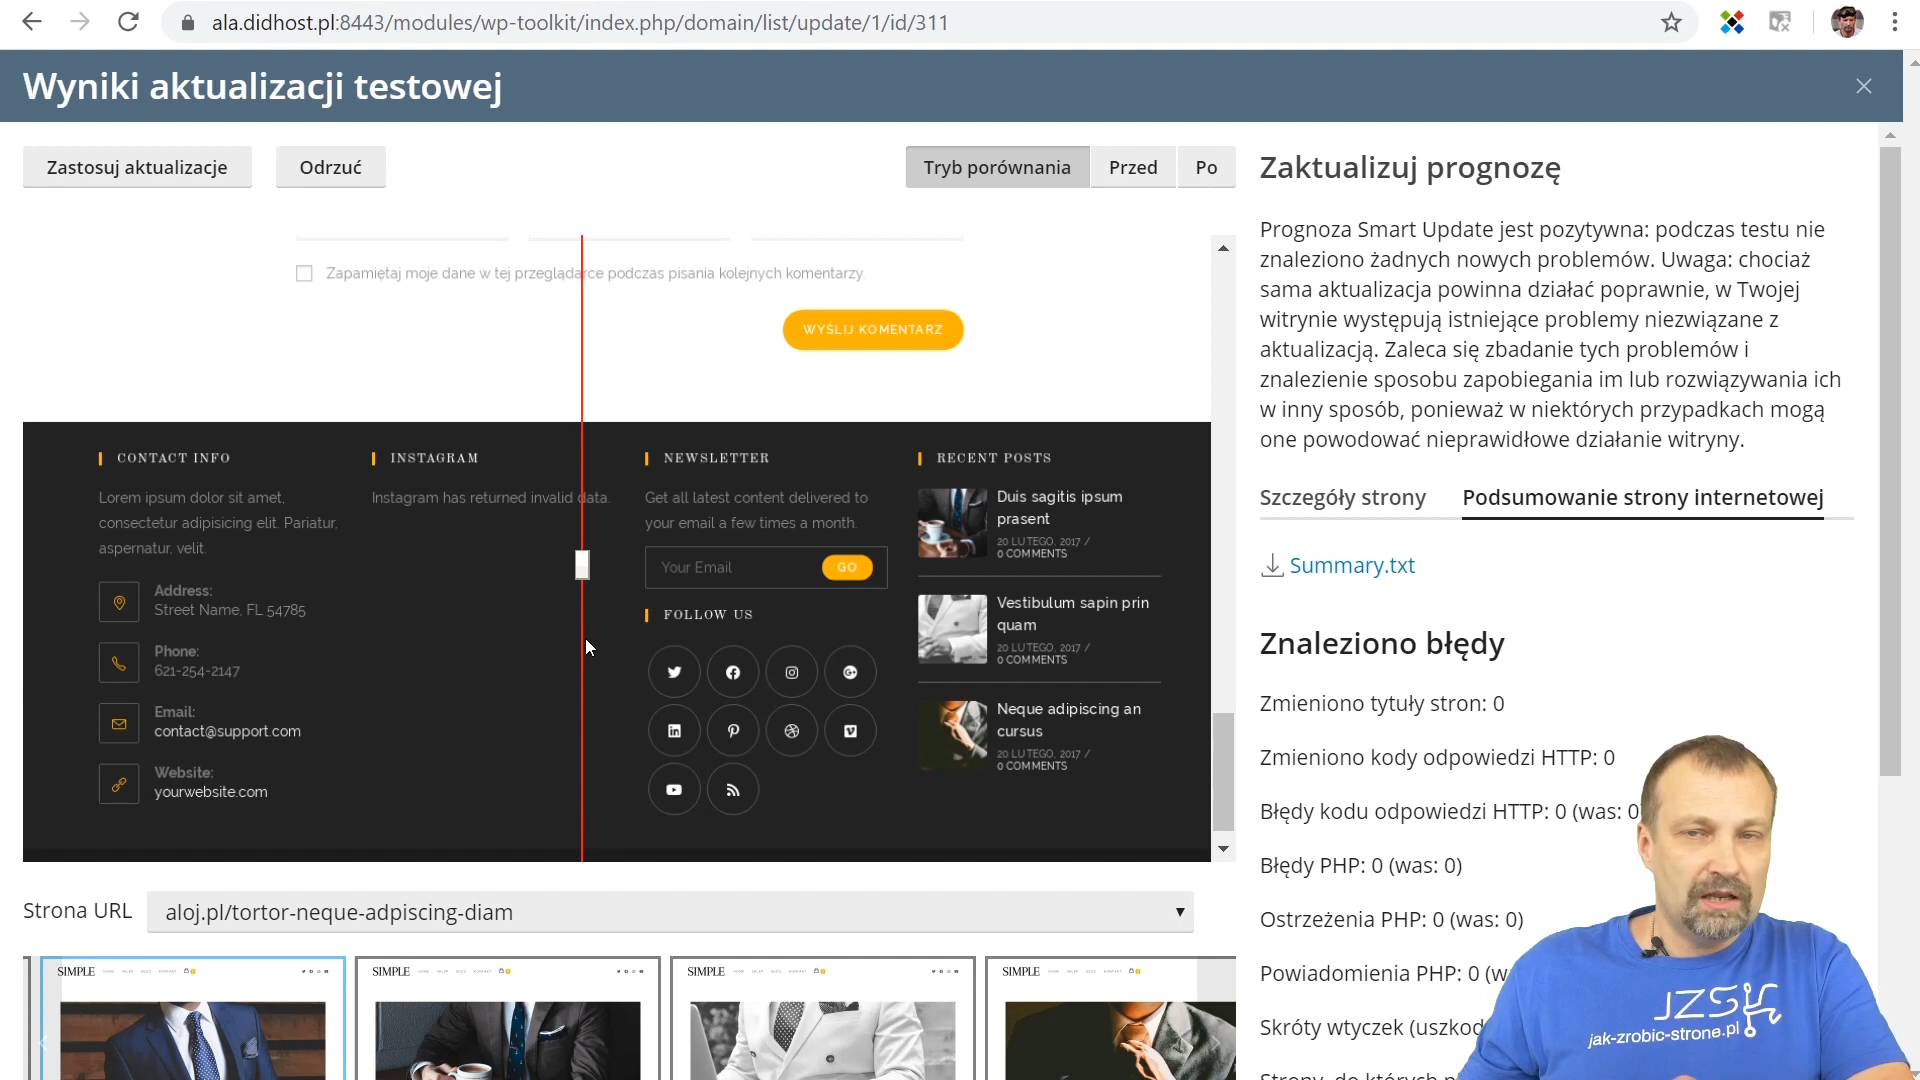 ala.didhost.pl:8443/modules/wp-toolkit/index.php/domain/list/update/1/id/311
Wyniki aktualizacji testowej
Zastosuj aktualizacje
Odrzuć
Tryb porównania
Przed
Po
Zapamiętaj moje dane w tej przeglądarce podczas pisania kolejnych komentarzy.
WYŚLIJ KOMENTARZ
CONTACT INFO
Lorem ipsum dolor sit amet,
consectetur adipisicing elit. Pariatur,
aspernatur, velit.
Address:
Street Name, FL 54785
Phone:
621-254-2147
Email:
contact@support.com
Website:
yourwebsite.com
INSTAGRAM
Instagram has returned invalid data.
NEWSLETTER
Get all latest content delivered to
your email a few times a month.
Your Email
GO
FOLLOW US
RECENT POSTS
Duis sagitis ipsum
prasent
20 LUTEGO, 2017 /
0 COMMENTS
Vestibulum sapin prin
quam
20 LUTEGO, 2017 /
0 COMMENTS
Neque adipiscing an
cursus
20 LUTEGO, 2017 /
0 COMMENTS
Strona URL
aloj.pl/tortor-neque-adpiscing-diam
SIMPLE
SIMPLE
SIMPLE
SIMPLE
Zaktualizuj prognozę
Prognoza Smart Update jest pozytywna: podczas testu nie
znaleziono żadnych nowych problemów. Uwaga: chociaż
sama aktualizacja powinna działać poprawnie, w Twojej
witrynie występują istniejące problemy niezwiązane z
aktualizacją. Zaleca się zbadanie tych problemów i
znalezienie sposobu zapobiegania im lub rozwiązywania ich
w inny sposób, ponieważ w niektórych przypadkach mogą
one powodować nieprawidłowe działanie witryny.
Szczegóły strony
Podsumowanie strony internetowej
Summary.txt
Znaleziono błędy
Zmieniono tytuły stron: 0
Zmieniono kody odpowiedzi HTTP: 0
Błędy kodu odpowiedzi HTTP: 0 (was: 0
Błędy PHP: 0 (was: 0)
Ostrzeżenia PHP: 0 (was: 0)
Powiadomienia PHP: 0 (w
Skróty wtyczek (uszkod
JZS
jak-zrobic-strone.pl